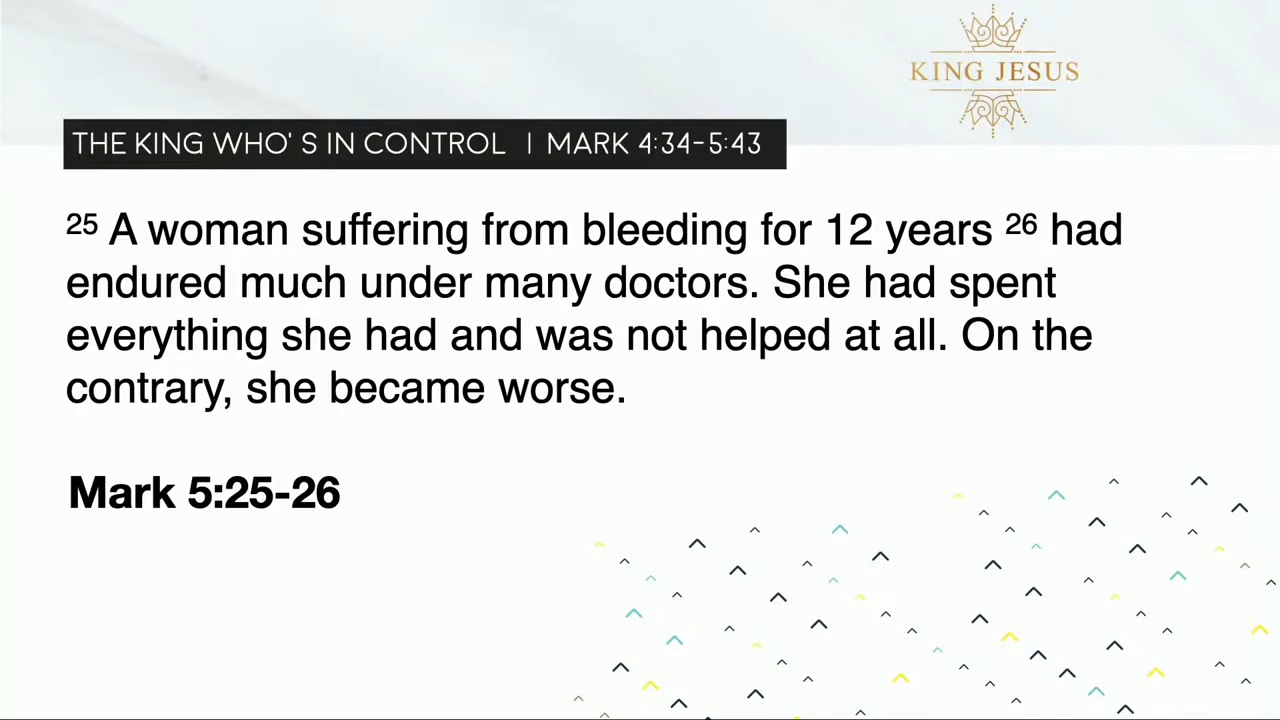 KING JESUS
THE KING WHO' S IN CONTROL | MARK 4:34-5:43
25 A woman suffering from bleeding for 12 years 26 had
endured much under many doctors. She had spent
everything she had and was not helped at all. On the
contrary, she became worse.
Mark 5:25-26